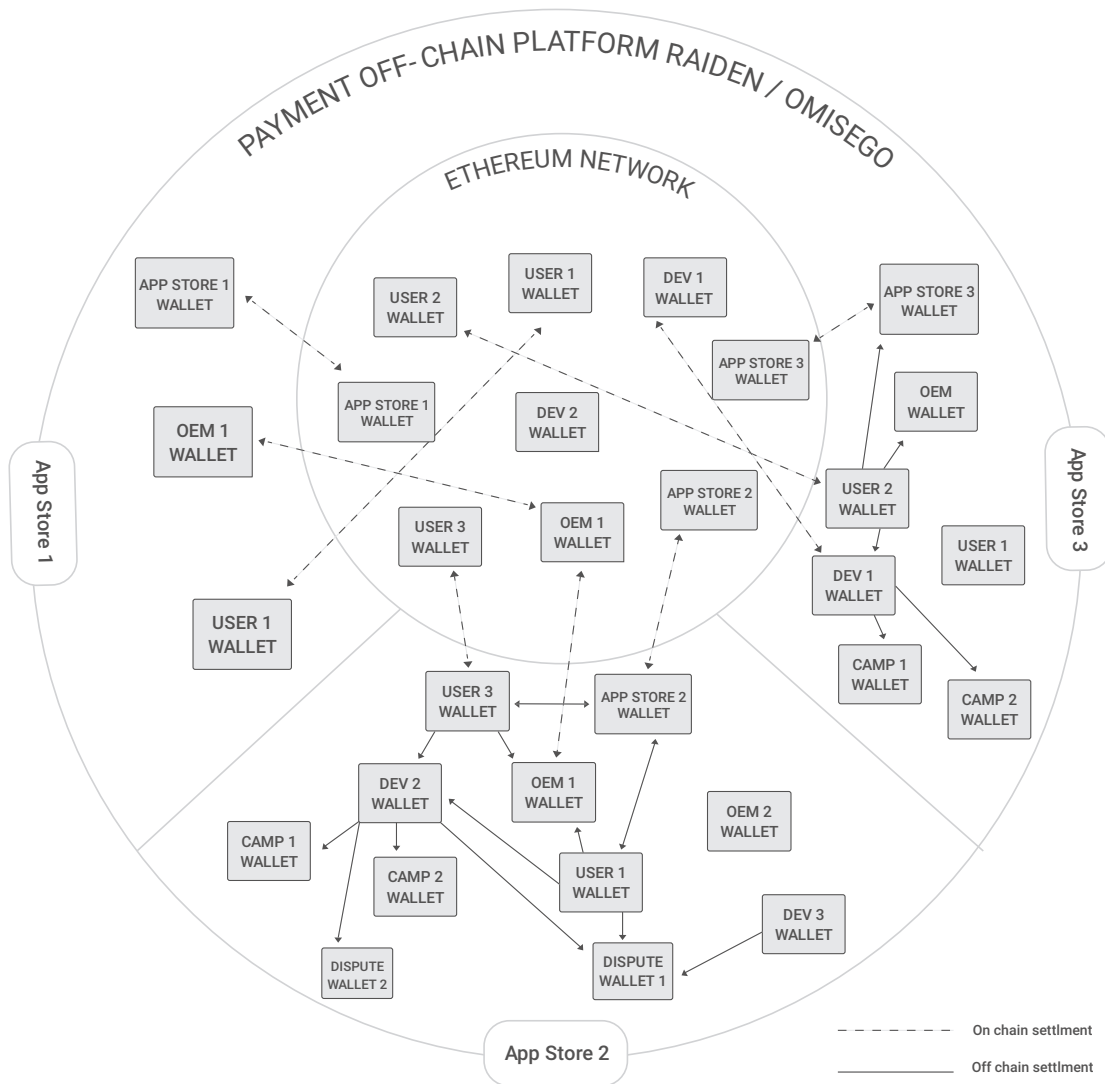 PAYMENT OFF-CHAIN PLATFORM RAIDEN / OMISEGO
ETHEREUM NETWORK
APP STORE 1
WALLET
USER 2
WALLET
USER 1
WALLET
DEV 1
WALLET
APP STORE 3
WALLET
APP STORE 3
WALLET
APP STORE 1
WALLET
DEV 2
WALLET
OEM
WALLET
OEM 1
WALLET
App Store 1
App Store 3
USER 2
WALLET
APP STORE 2
WALLET
USER 3
WALLET
OEM 1
WALLET
USER 1
WALLET
DEV 1
WALLET
USER 1
WALLET
CAMP 1
WALLET
CAMP 2
WALLET
USER 3
WALLET
APP STORE 2
WALLET
DEV 2
WALLET
OEM 1
WALLET
OEM 2
WALLET
CAMP 1
WALLET
CAMP 2
WALLET
USER 1
WALLET
DEV 3
WALLET
DISPUTE
WALLET 2
DISPUTE
WALLET 1
App Store 2
On chain settlment
Off chain settlment